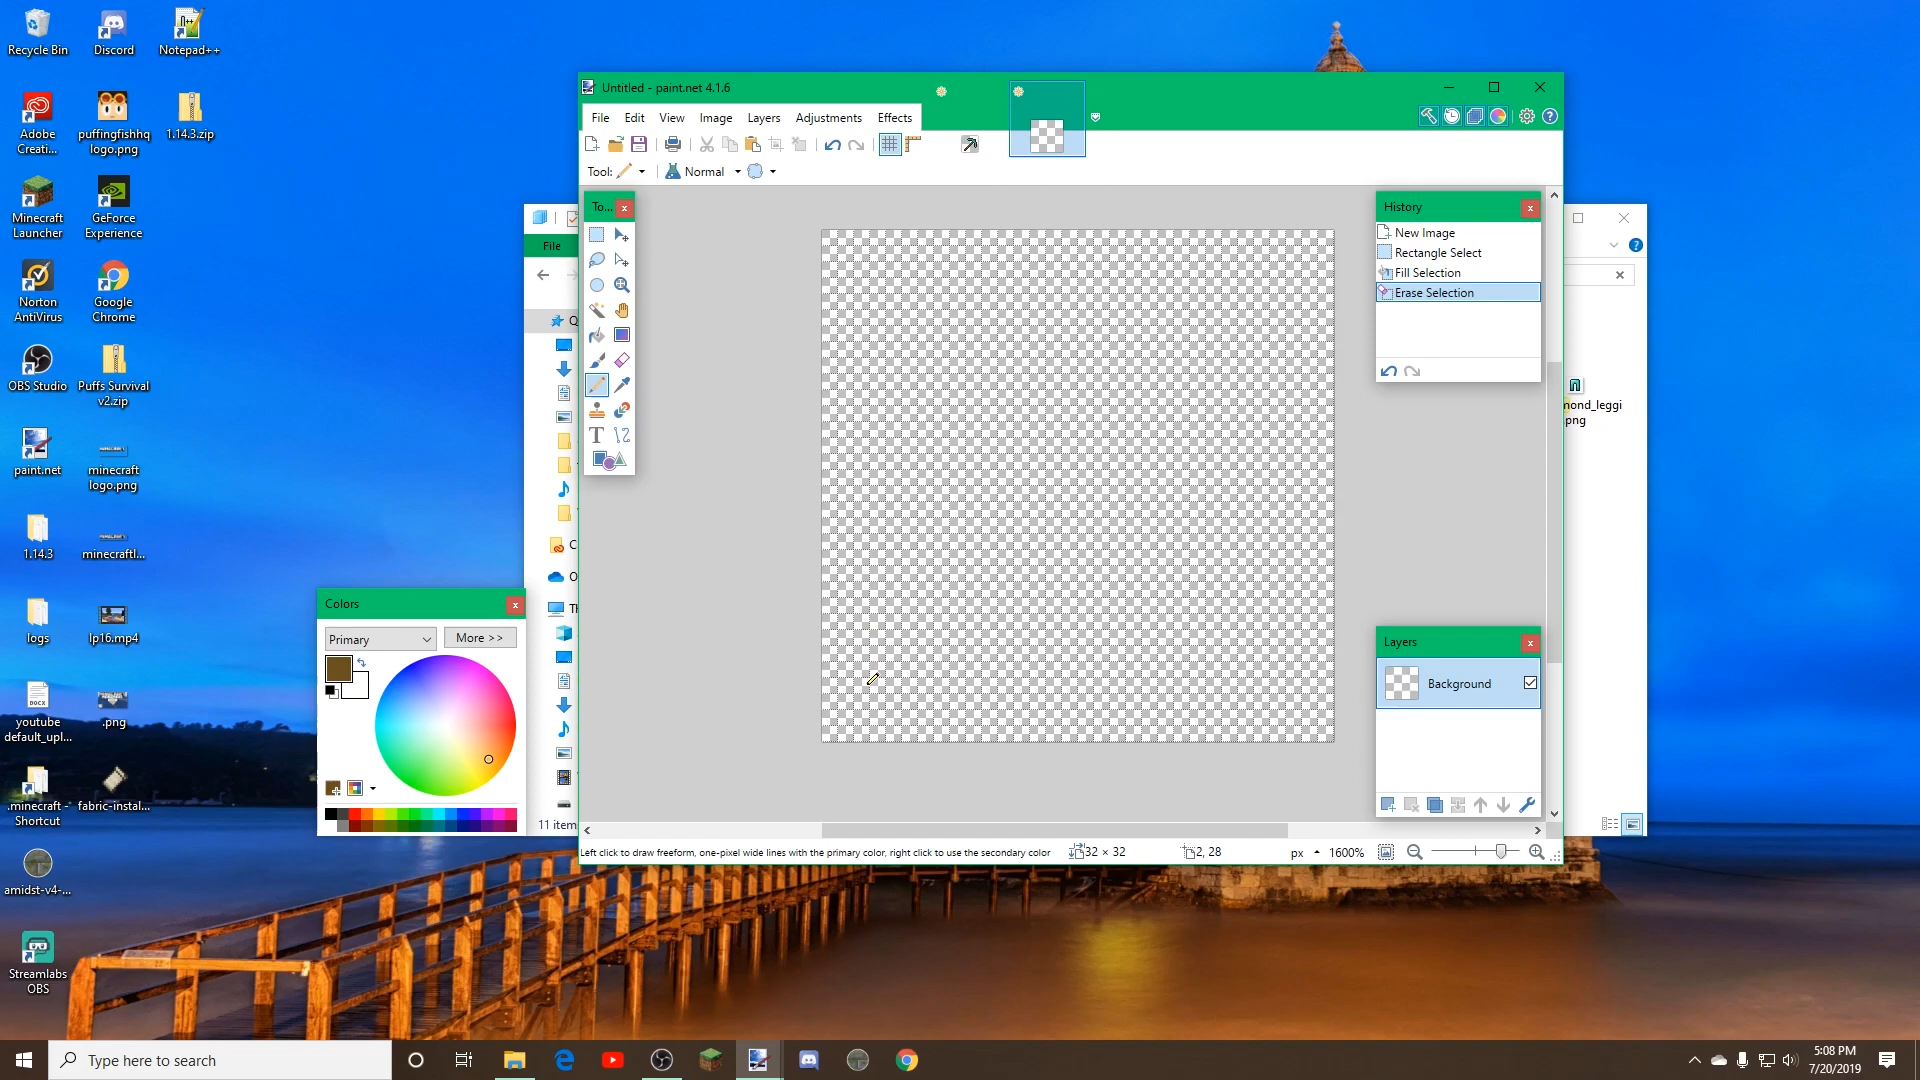 Recycle Bin
Discord
Notepad++
Adobe
Creati...
puffingfishhq
logo.png
1.14.3.zip
Minecraft
Launcher
GeForce
Experience
Norton
AntiVirus
Google
Chrome
OBS Studio
Puffs Survival
v2.zip
paint.net
minecraft
logo.png
1.14.3
minecraftl...
logs
lp16.mp4
DOCX
youtube
default_upl...
.png
.minecraft -
Shortcut
fabric-instal...
amidst-v4-...
Streamlabs
OBS
Untitled - paint.net 4.1.6
File
Edit
View
Image
Layers
Adjustments
Effects
Tool:
Normal
To...
History
New Image
Rectangle Select
Fill Selection
Erase Selection
Layers
Background
Colors
Primary
More >>
File
11 item
mond_leggi
png
Left click to draw freeform, one-pixel wide lines with the primary color, right click to use the secondary color
32 × 32
2, 28
px
1600%
Type here to search
5:08 PM
7/20/2019